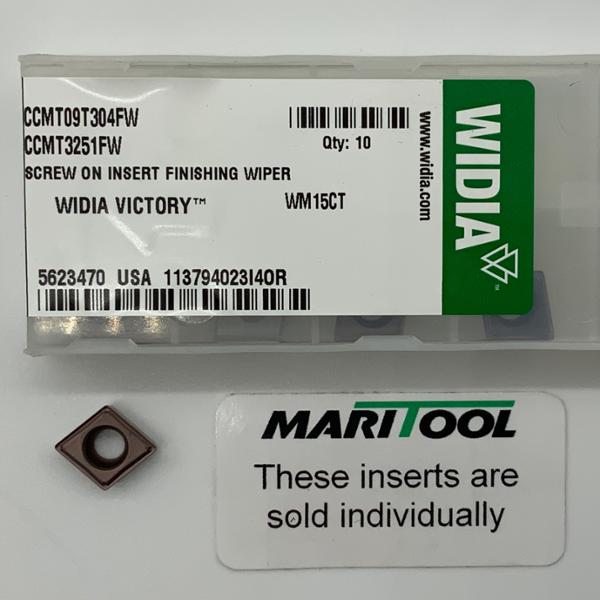 CCMT09T304FW
CCMT3251FW
Qty: 10
SCREW ON INSERT FINISHING WIPER
WIDIA VICTORY™ WM15CT
5623470 USA 113794023I4OR
www.widia.com
WIDIA
MARITOOL
These inserts are
sold individually